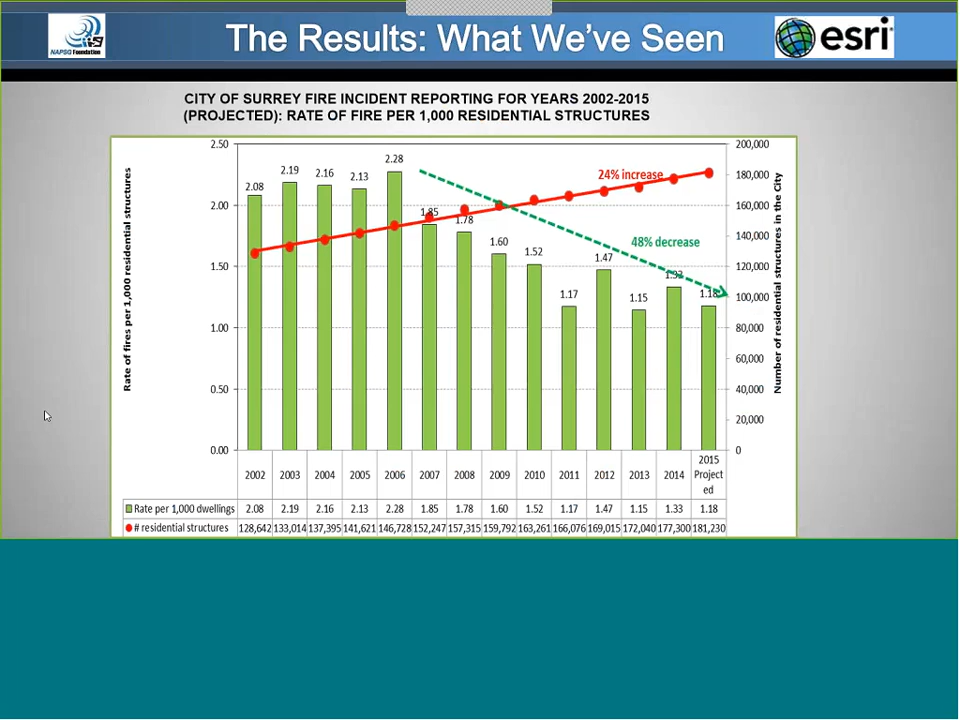 The Results: What We've Seen
NAPSG Foundation
esri
CITY OF SURREY FIRE INCIDENT REPORTING FOR YEARS 2002-2015
(PROJECTED): RATE OF FIRE PER 1,000 RESIDENTIAL STRUCTURES
Rate of fires per 1,000 residential structures
2.50
2.00
1.50
1.00
0.50
0.00
2.08
2.19
2.16
2.13
2.28
1.85
1.78
1.60
1.52
1.17
1.47
1.15
1.33
1.18
24% increase
48% decrease
200,000
180,000
160,000
140,000
120,000
100,000
80,000
60,000
40,000
20,000
0
Number of residential structures in the City
2002 2003 2004 2005 2006 2007 2008 2009 2010 2011 2012 2013 2014 2015
Project
ed
Rate per 1,000 dwellings 2.08 2.19 2.16 2.13 2.28 1.85 1.78 1.60 1.52 1.17 1.47 1.15 1.33 1.18
# residential structures 128,642 133,014 137,395 141,621 146,728 152,247 157,315 159,792 163,261 166,076 169,015 172,040 177,300 181,230